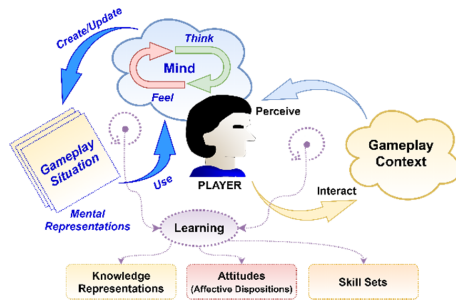 Create/Update
Think
Mind
Feel
Perceive
Gameplay
Situation
Gameplay
Context
Use
PLAYER
Interact
Mental
Representations
Learning
Knowledge
Representations
Attitudes
(Affective Dispositions)
Skill Sets